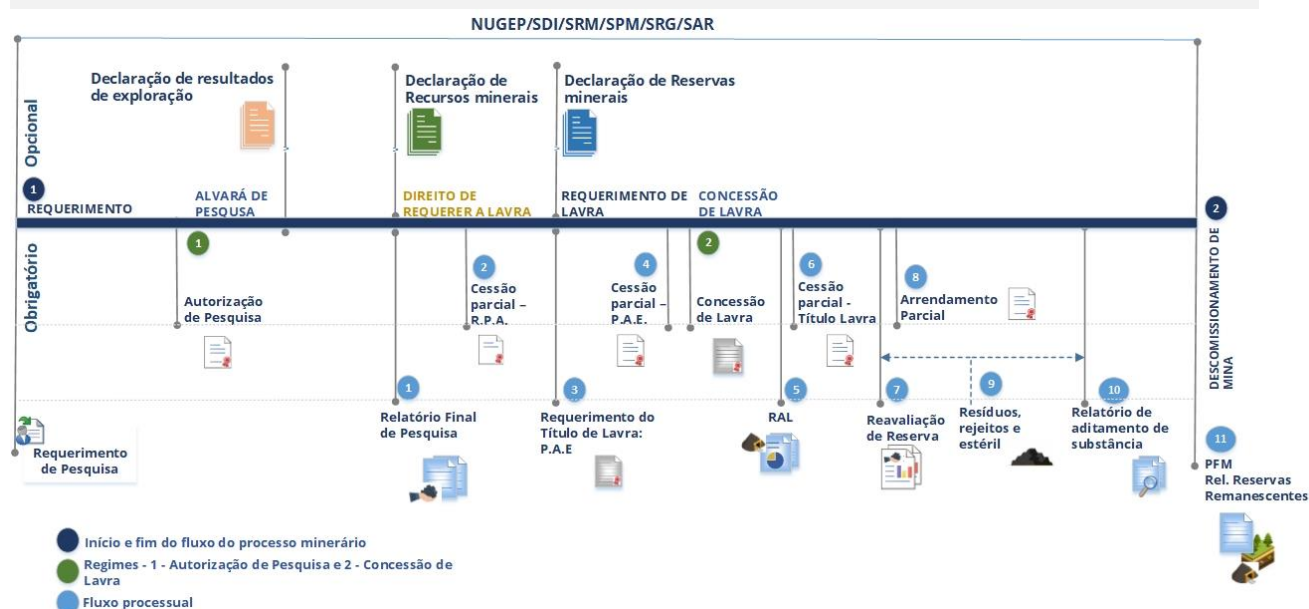 NUGEP/SDI/SRM/SPM/SRG/SAR
Declaração de resultados
de exploração
Declaração de
Recursos minerais
Declaração de Reservas
minerais
Opcional
1
REQUERIMENTO
ALVARÁ DE
PESQUSA
DIREITO DE
REQUERER A LAVRA
REQUERIMENTO DE
LAVRA
CONCESSÃO
DE LAVRA
2
DESCOMISSIONAMENTO DE
MINA
Obrigatório
1
Autorização
de Pesquisa
2
Cessão
parcial –
R.P.A.
4
Cessão
parcial –
P.A.E.
2
Concessão
de Lavra
6
Cessão
parcial -
Título Lavra
8
Arrendamento
Parcial
Requerimento
de Pesquisa
1
Relatório Final
de Pesquisa
3
Requerimento do
Título de Lavra:
P.A.E
5
RAL
7
Reavaliação
de Reserva
9
Resíduos,
rejeitos e
estéril
10
Relatório de
aditamento de
substância
11
PFM
Rel. Reservas
Remanescentes
Início e fim do fluxo do processo minerário
Regimes - 1 - Autorização de Pesquisa e 2 - Concessão de
Lavra
Fluxo processual